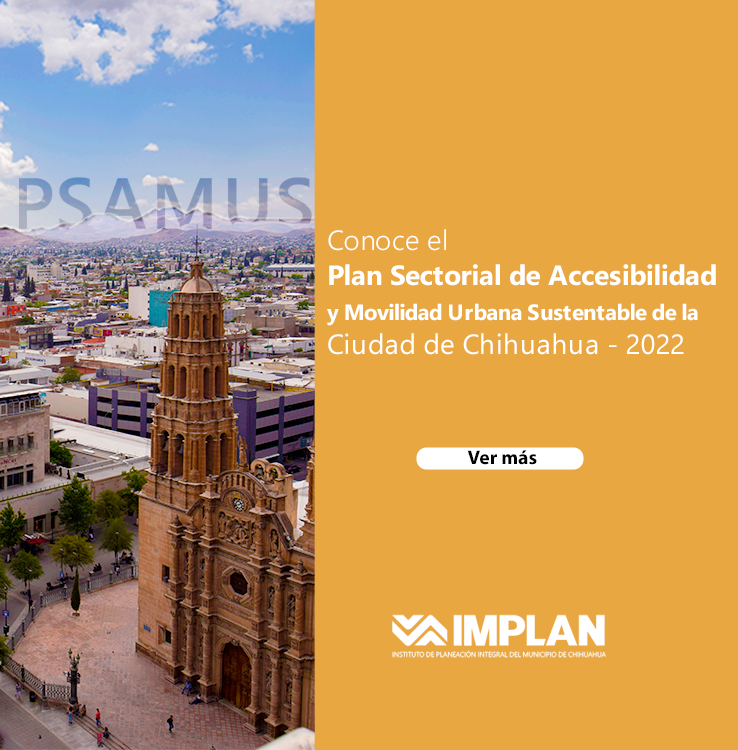 PSAMUS
Conoce el
Plan Sectorial de Accesibilidad
y Movilidad Urbana Sustentable de la
Ciudad de Chihuahua - 2022
Ver más
IMPLAN
INSTITUTO DE PLANEACIÓN INTEGRAL DEL MUNICIPIO DE CHIHUAHUA